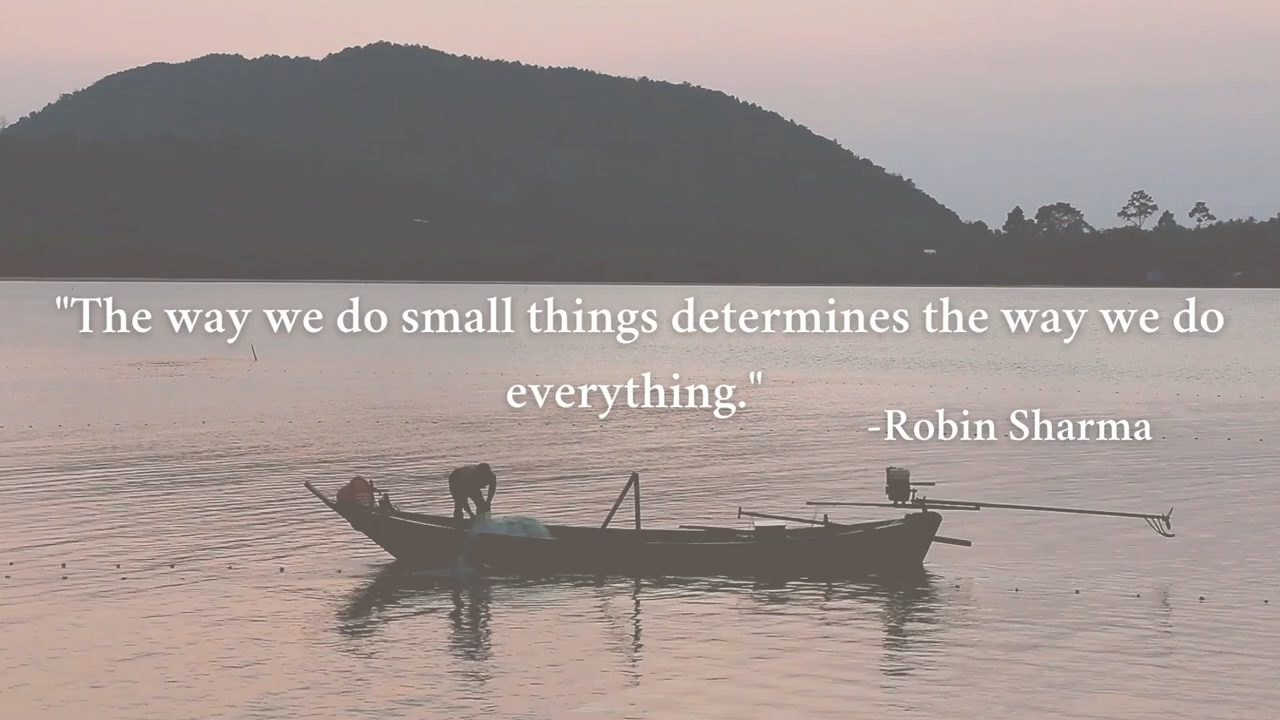 "The way we do small things determines the way we do
everything."
-Robin Sharma